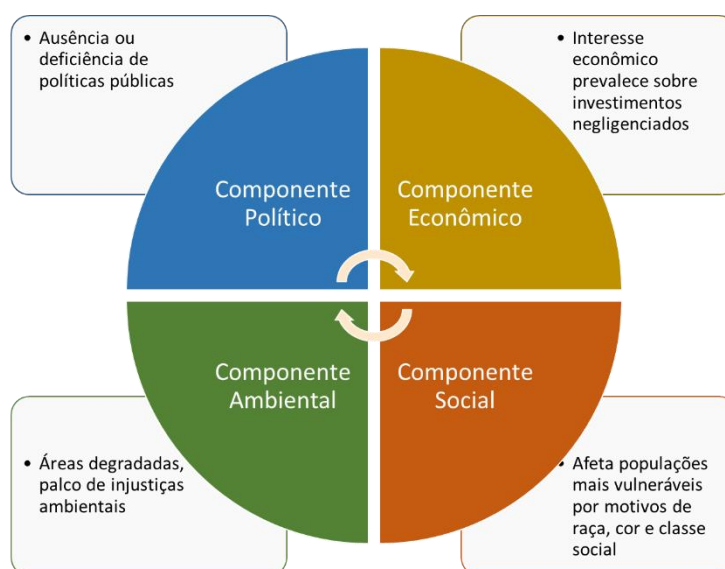 • Ausência ou
deficiência de
políticas públicas
• Interesse
econômico
prevalece sobre
investimentos
negligenciados
Componente
Político
Componente
Econômico
Componente
Ambiental
Componente
Social
• Áreas degradadas,
palco de injustiças
ambientais
• Afeta populações
mais vulneráveis
por motivos de
raça, cor e classe
social